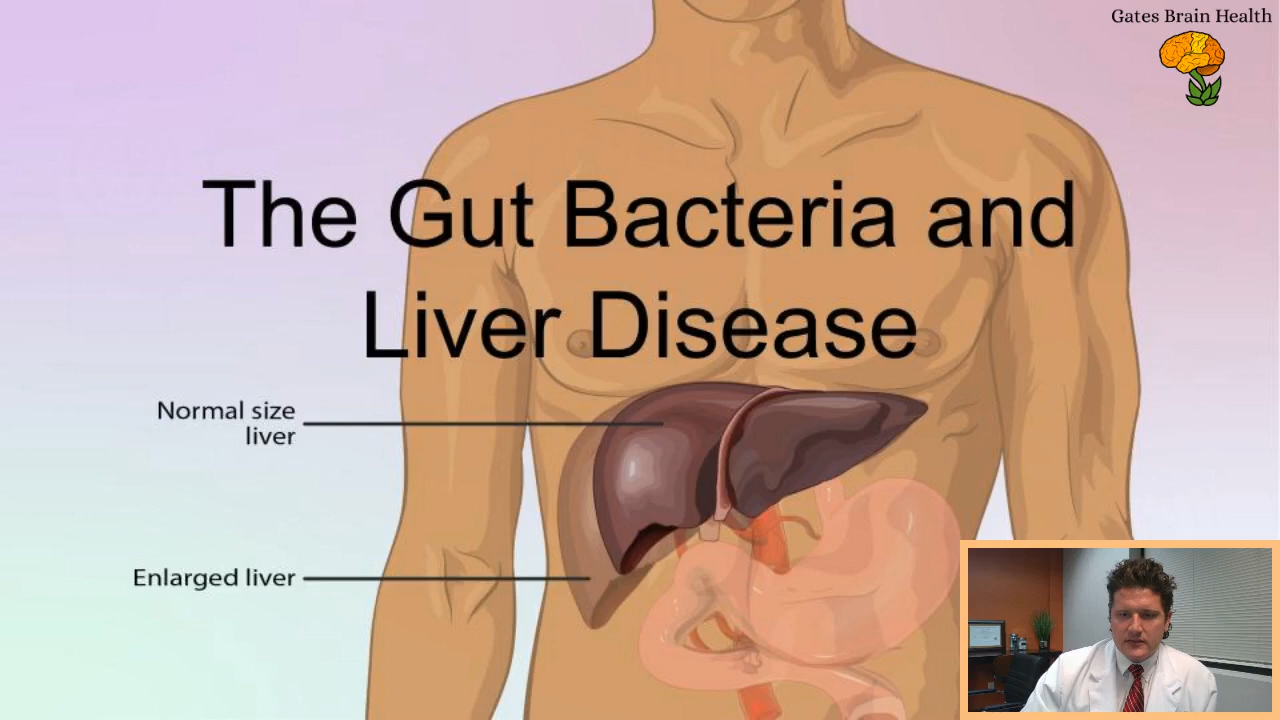 Gates Brain Health
The Gut Bacteria and
Liver Disease
Normal size
liver
Enlarged liver